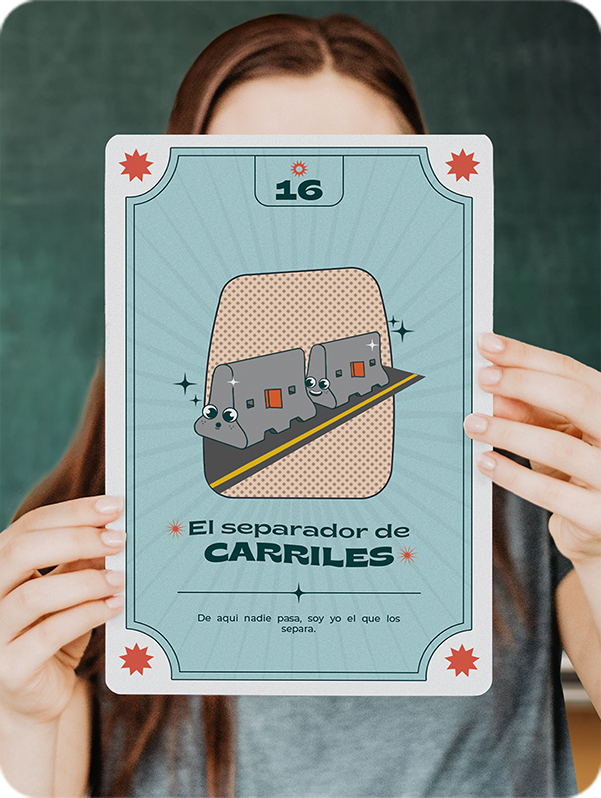 16
El separador de
CARRILES
De aqui nadie pasa, soy yo el que los
separa.